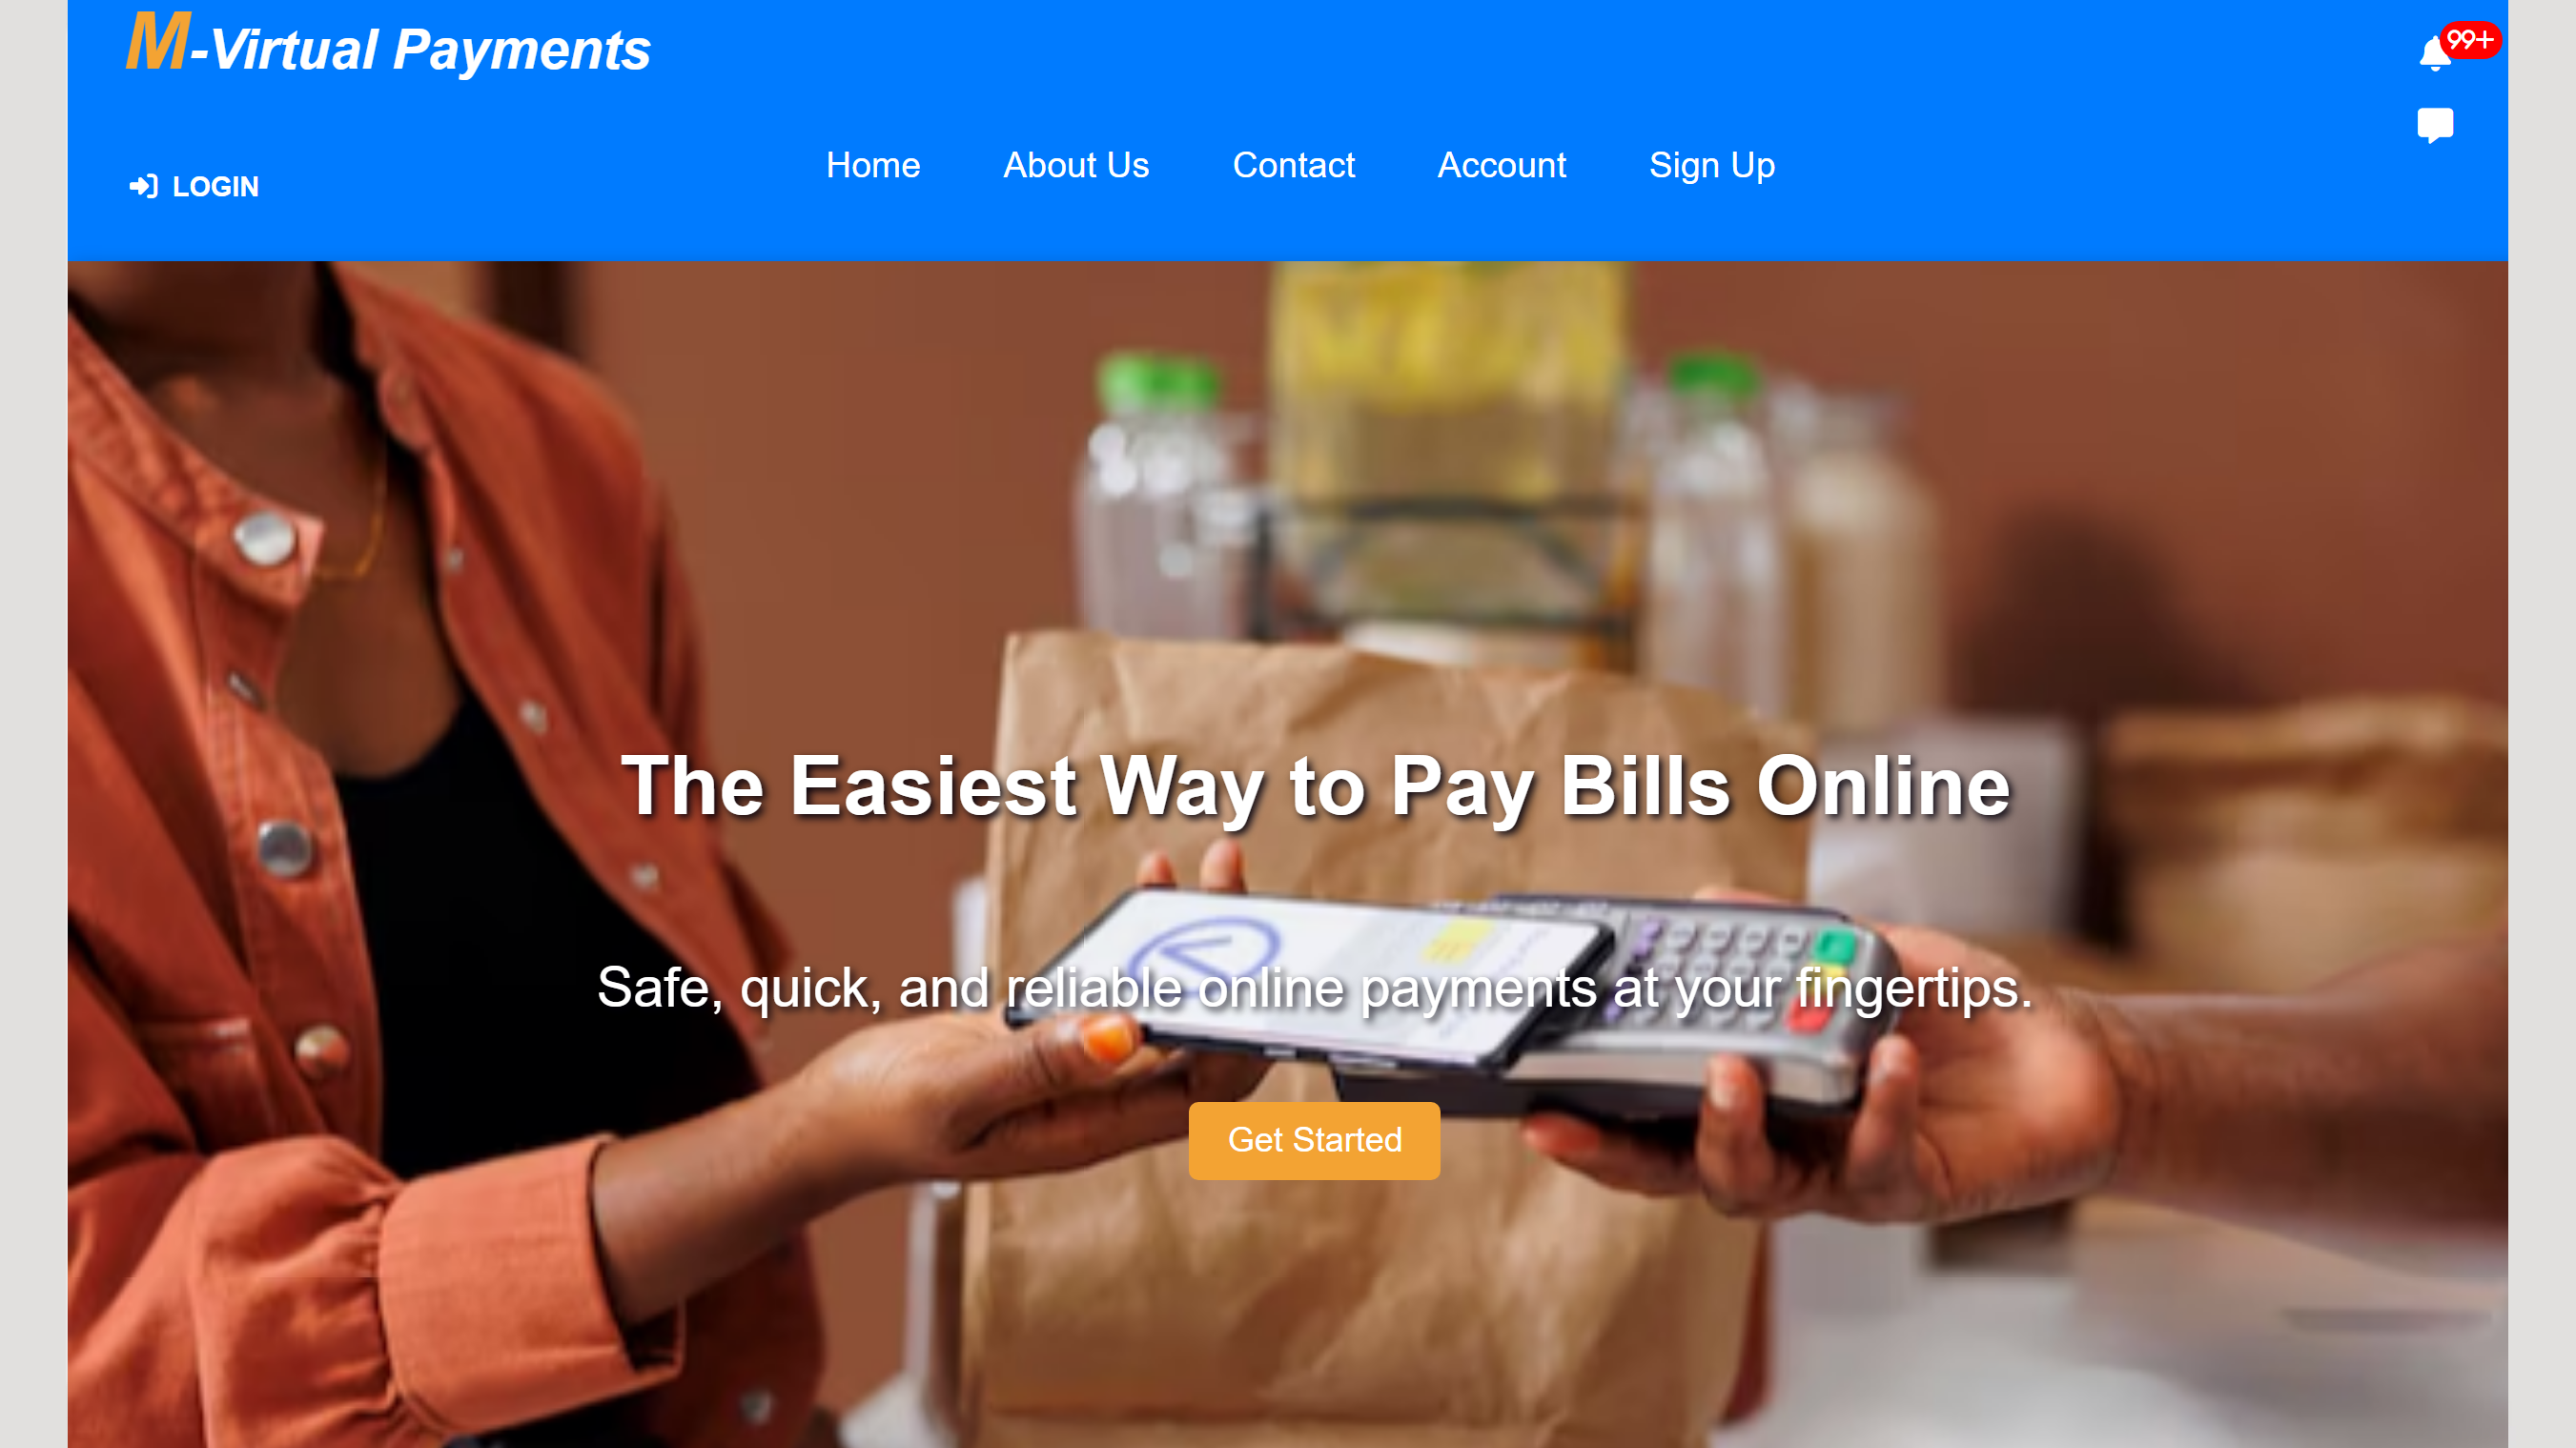 M-Virtual Payments
99+
Home About Us Contact Account Sign Up
LOGIN
The Easiest Way to Pay Bills Online
Safe, quick, and reliable online payments at your fingertips.
Get Started